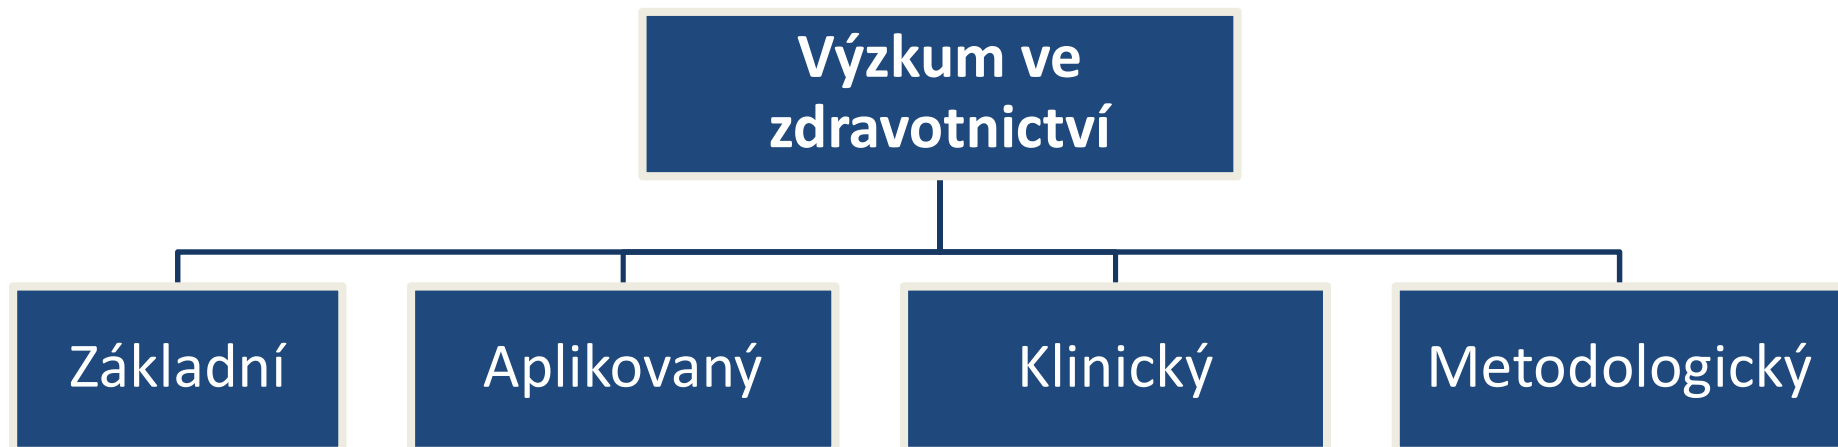 Výzkum ve
zdravotnictví
Základní
Aplikovaný
Klinický
Metodologický